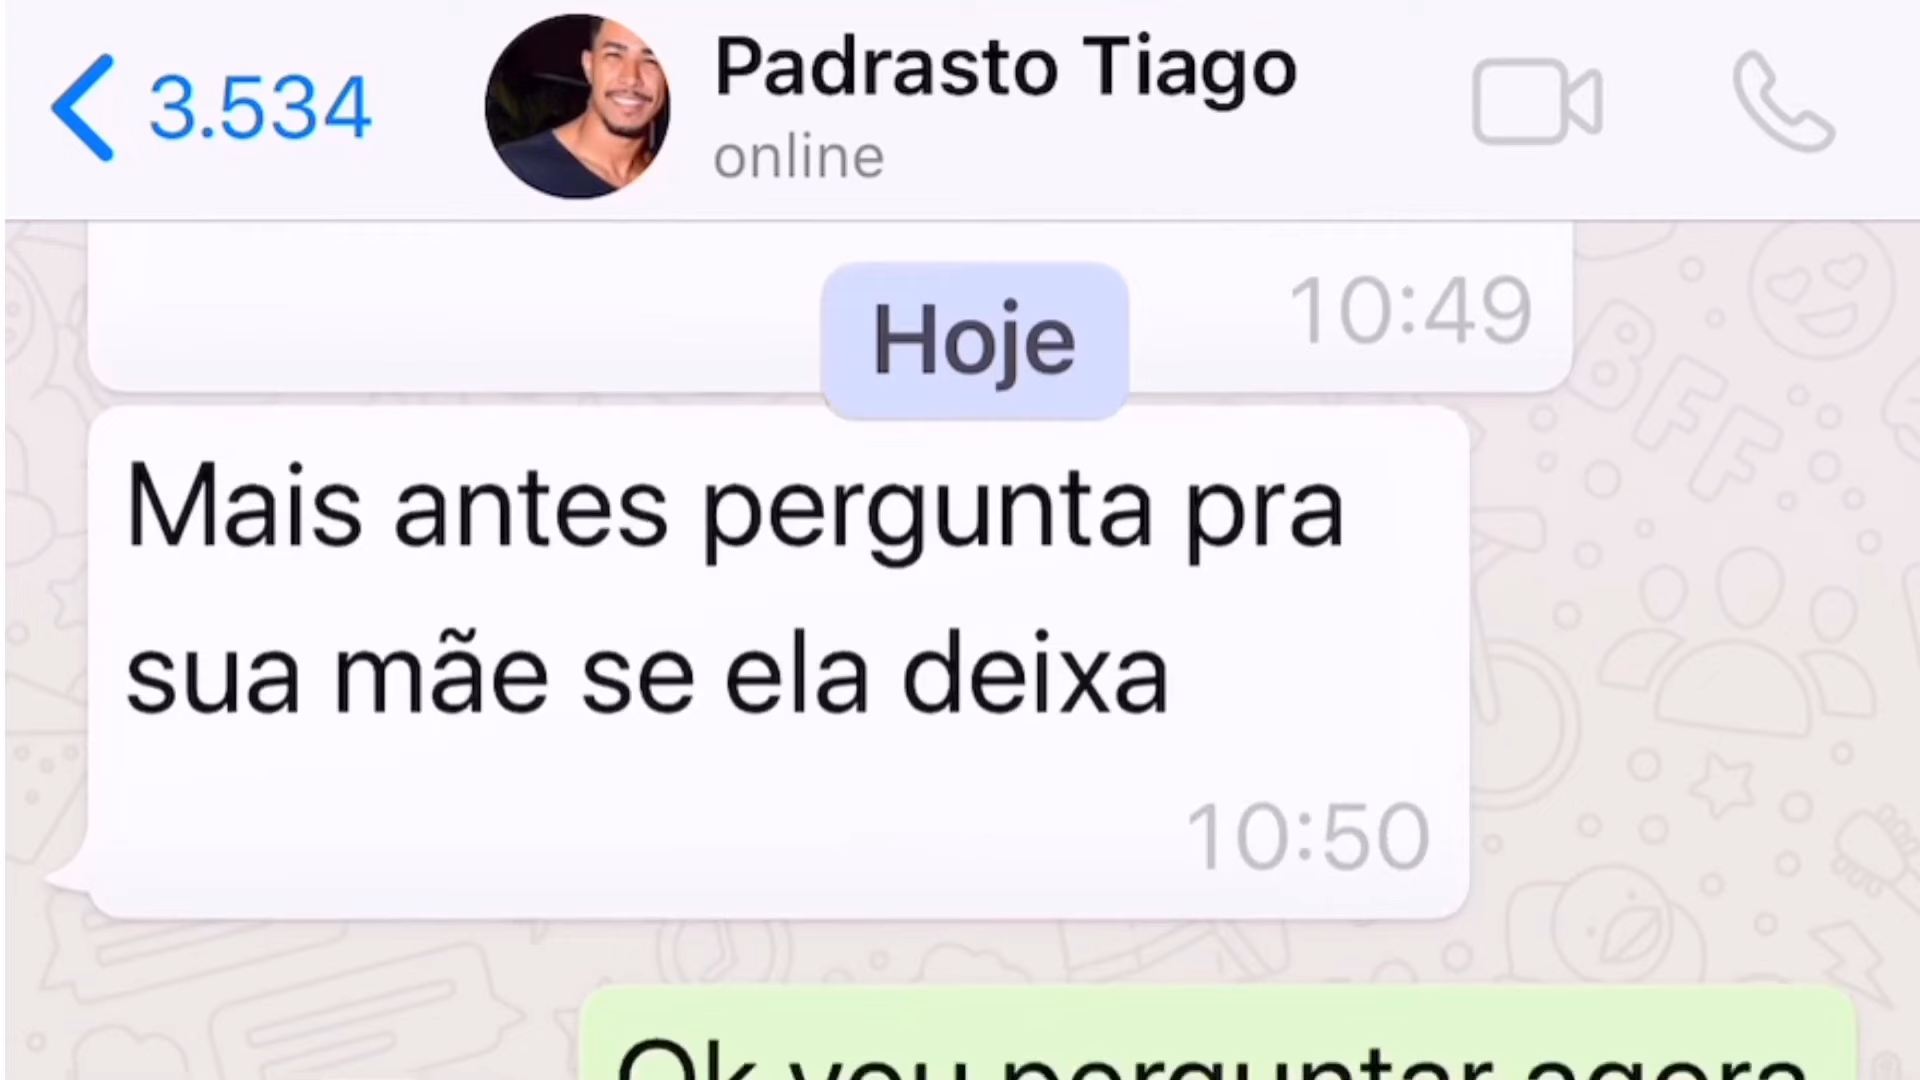 3.534
Padrasto Tiago
online
10:49
Hoje
Mais antes pergunta pra
sua mãe se ela deixa
10:50
Ok vou perguntar agora